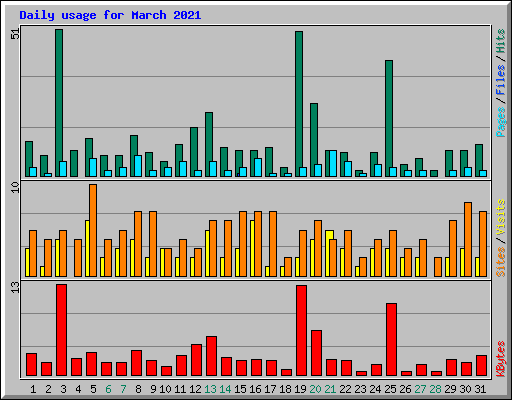 Daily usage for March 2021
51
Pages / Files / Hits
10
Sites / Visits
13
KBytes
1 2 3 4 5 6 7 8 9 10 11 12 13 14 15 16 17 18 19 20 21 22 23 24 25 26 27 28 29 30 31